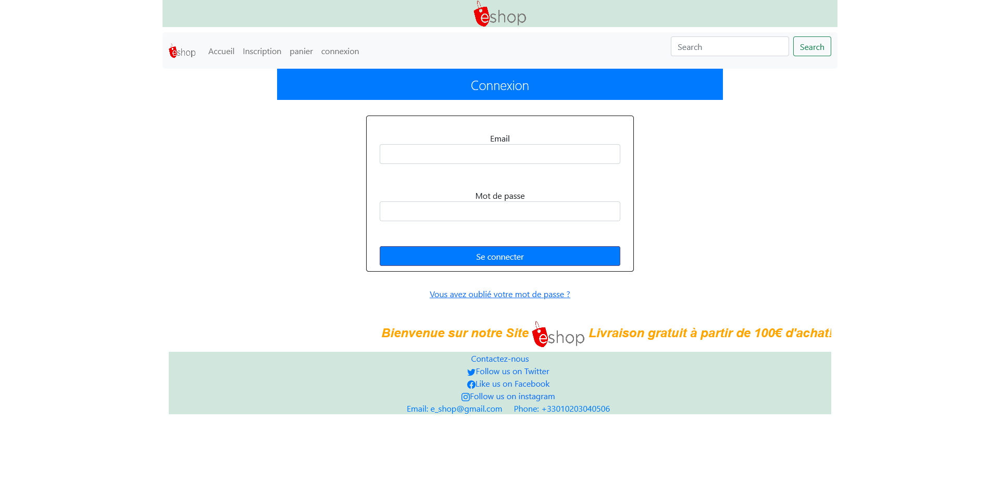 eshop
eshop Accueil Inscription panier connexion Search Search
Connexion
Email
Mot de passe
Se connecter
Vous avez oublié votre mot de passe ?
Bienvenue sur notre Site eshop Livraison gratuit à partir de 100€ d'achat!
Contactez-nous
Follow us on Twitter
Like us on Facebook
Follow us on instagram
Email: e_shop@gmail.com Phone: +33010203040506